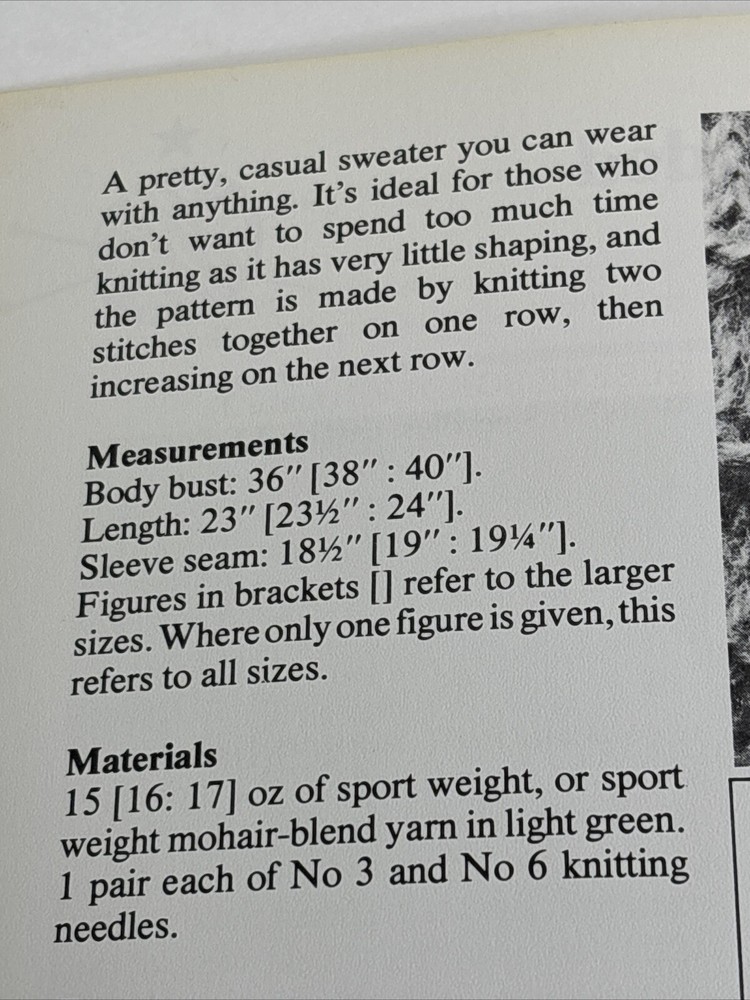 A pretty, casual sweater you can wear
with anything. It's ideal for those who
don't want to spend too much time
knitting as it has very little shaping, and
the pattern is made by knitting two
stitches together on one row, then
increasing on the next row.
Measurements
Body bust: 36″ [38″ : 40″].
Length: 23″ [23½″ : 24″].
Sleeve seam: 18½″ [19″ : 19¼″].
Figures in brackets [] refer to the larger
sizes. Where only one figure is given, this
refers to all sizes.
Materials
15 [16: 17] oz of sport weight, or sport
weight mohair-blend yarn in light green.
1 pair each of No 3 and No 6 knitting
needles.